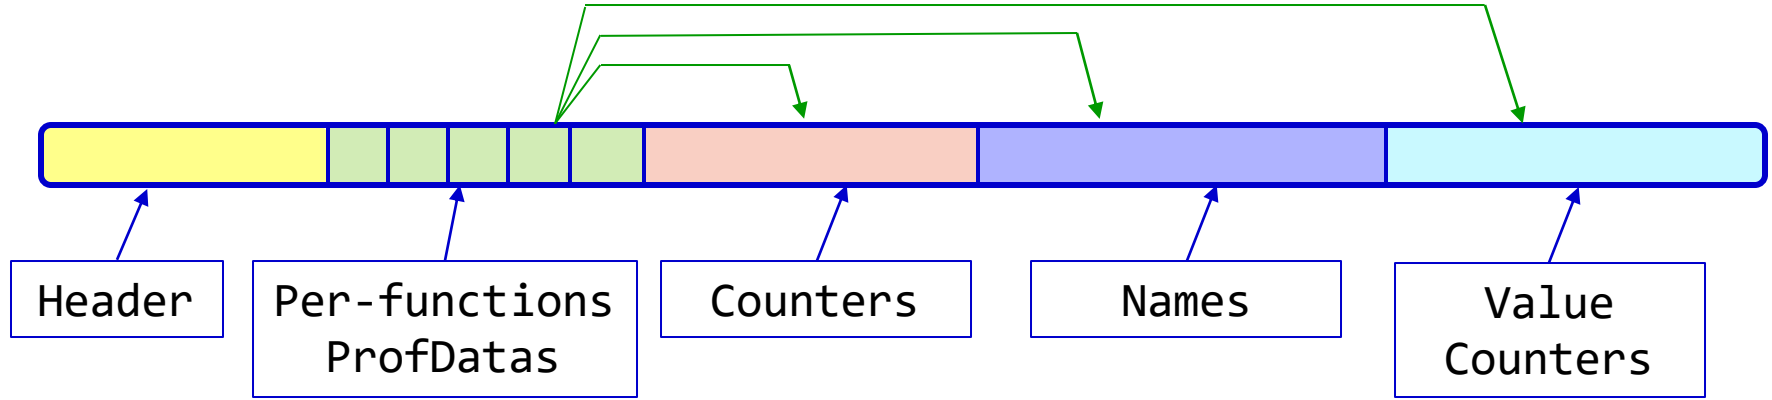 Header
Per-functions
ProfDatas
Counters
Names
Value
Counters